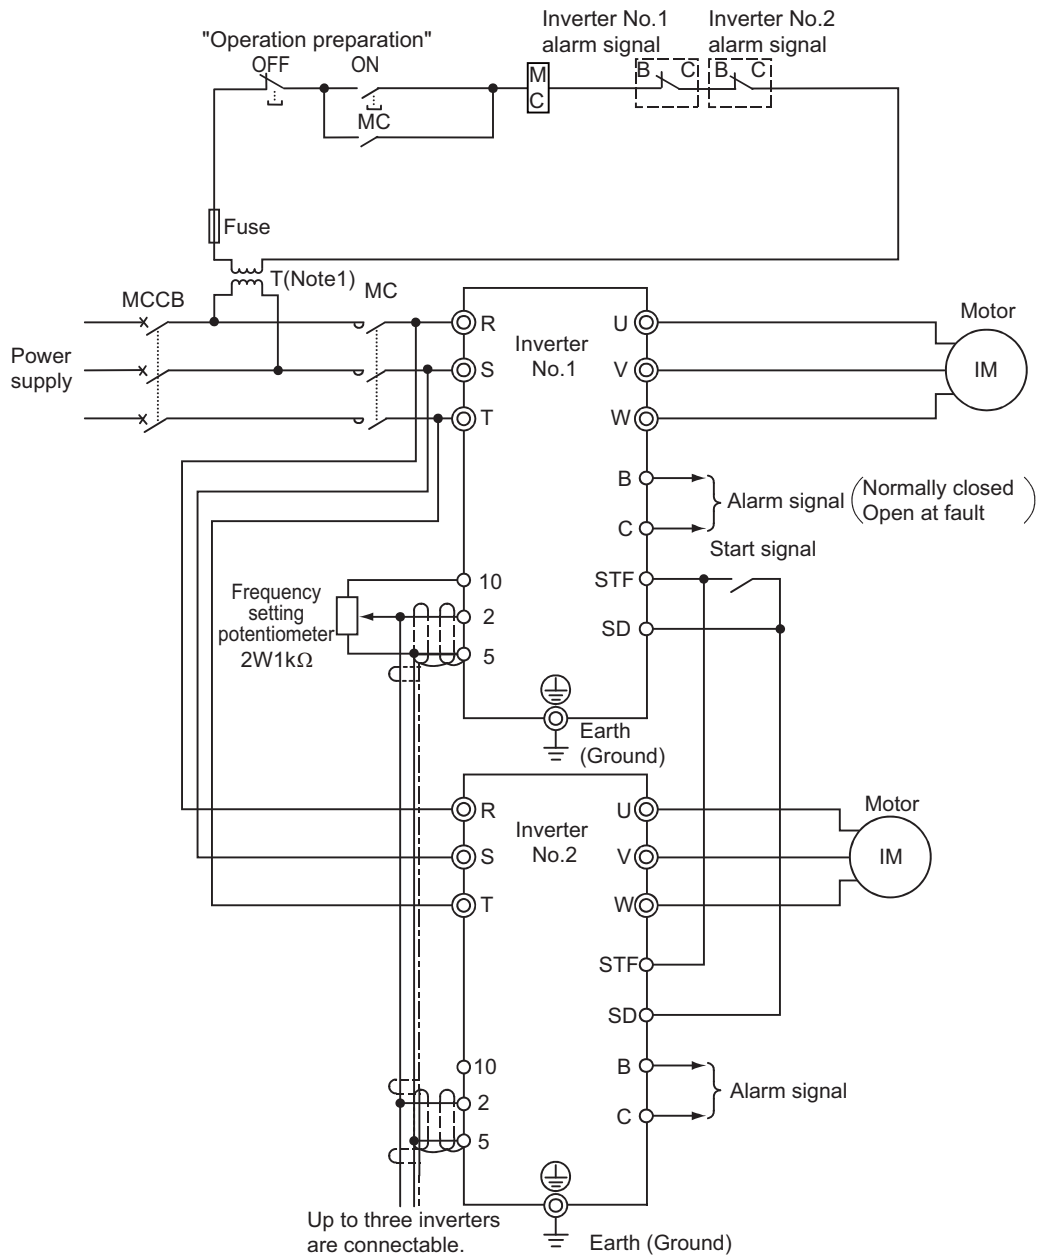 "Operation preparation"
OFF
ON
MC
M
C
Inverter No.1
alarm signal
B
C
Inverter No.2
alarm signal
B
C
Fuse
T(Note1)
MCCB
MC
Power
supply
R
S
T
Inverter
No.1
U
V
W
Motor
IM
B
C
Alarm signal
Normally closed
Open at fault
Start signal
STF
SD
10
2
5
Frequency
setting
potentiometer
2W1kΩ
Earth
(Ground)
R
S
T
Inverter
No.2
U
V
W
Motor
IM
STF
SD
10
2
5
B
C
Alarm signal
Up to three inverters
are connectable.
Earth (Ground)